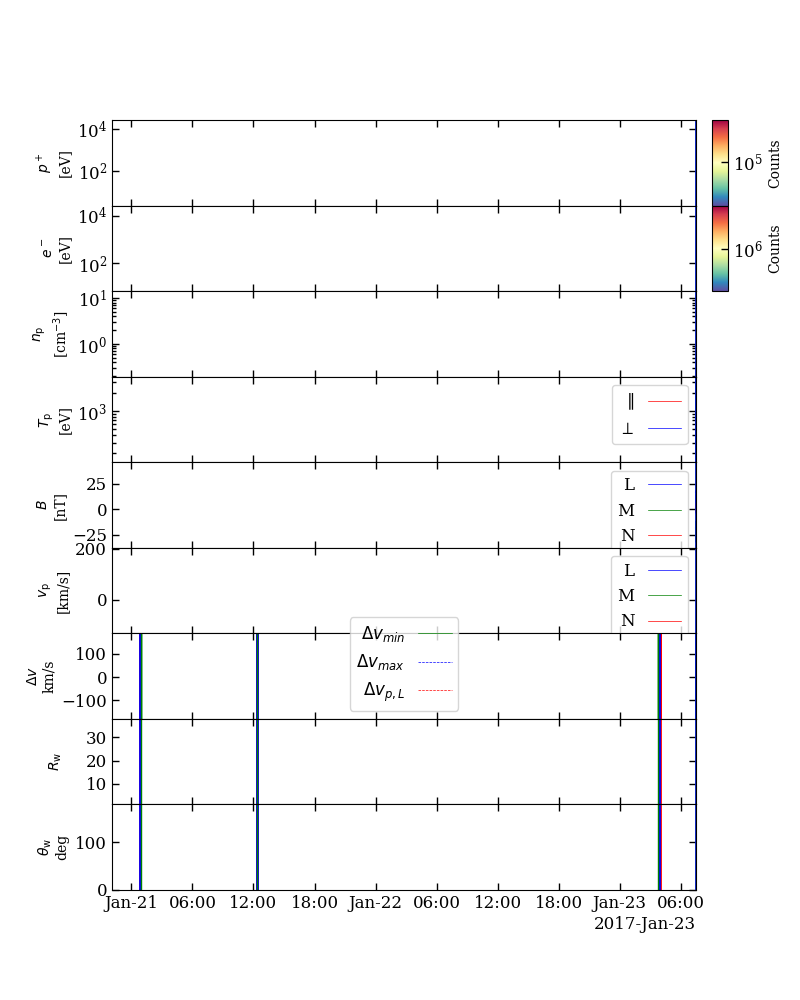 10^4
10^2
p^+
[eV]
10^5
Counts
10^4
10^2
e^-
[eV]
10^6
Counts
10^1
10^0
n_p
[cm^-3]
10^3
T_p
[eV]
∥
⊥
25
0
−25
B
[nT]
L
M
N
200
0
v_p
[km/s]
L
M
N
100
0
−100
Δv
km/s
Δv_min
Δv_max
Δv_p,L
30
20
10
R_w
100
0
θ_w
deg
Jan-21 06:00 12:00 18:00 Jan-22 06:00 12:00 18:00 Jan-23 06:00
2017-Jan-23